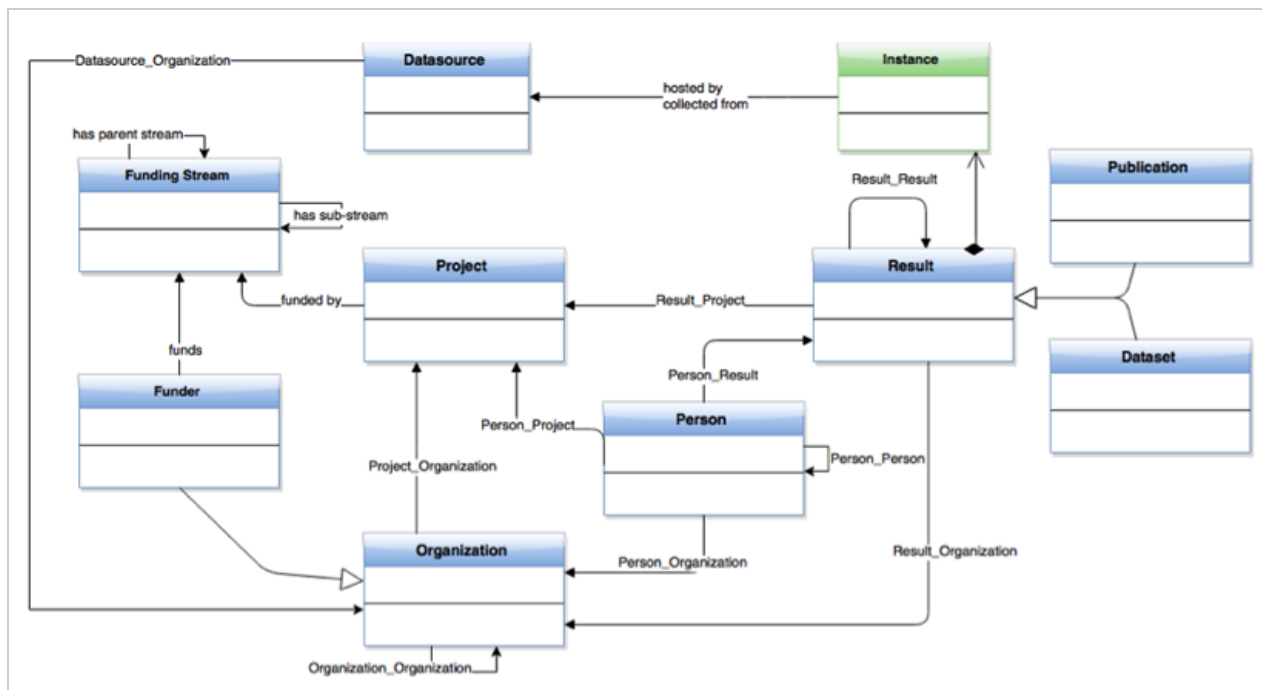 Datasource_Organization
Datasource
Instance
hosted by
collected from
has parent stream
Funding Stream
Publication
Result_Result
has sub-stream
Project
Result
funded by
Result_Project
funds
Dataset
Person_Result
Funder
Person
Person_Project
Person_Person
Project_Organization
Organization
Result_Organization
Person_Organization
Organization_Organization